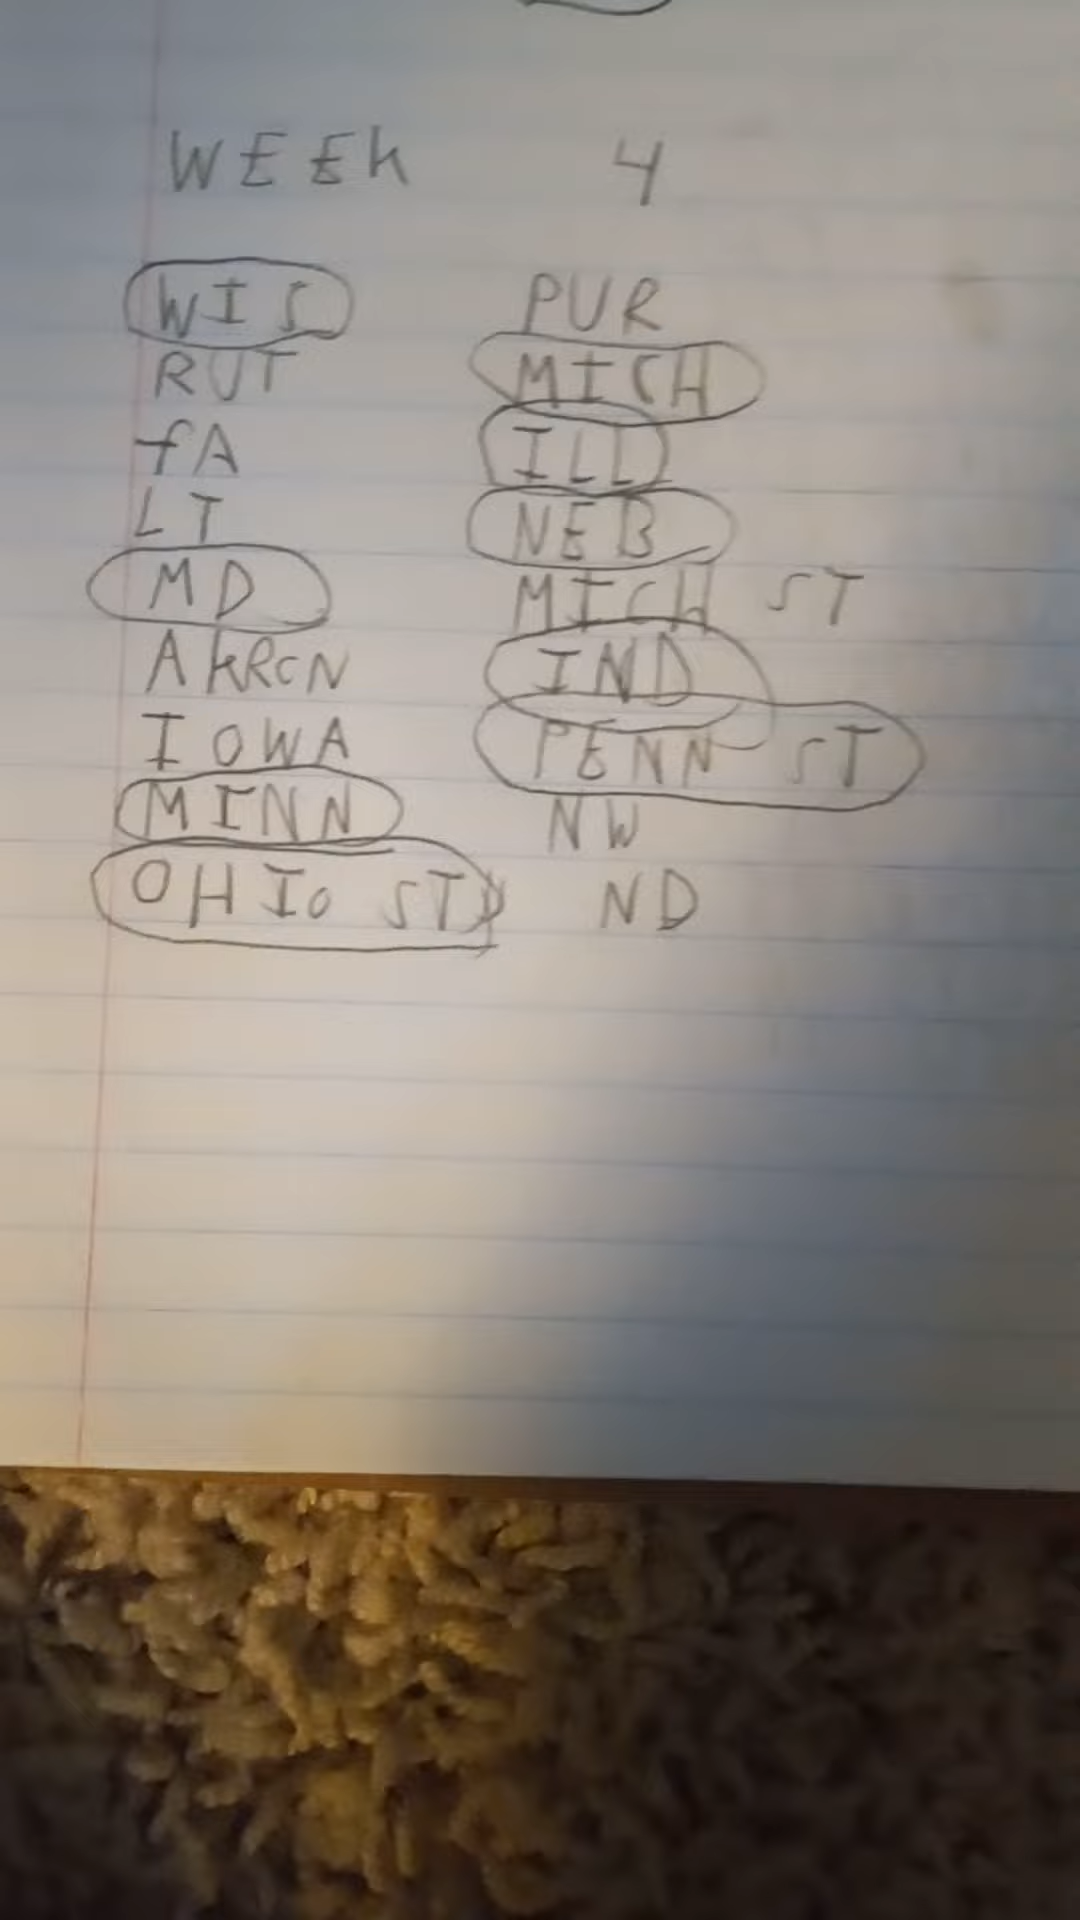 WEEK 4
WIS PUR
RUT MICH
fA ILL
LT NEB
MD MICH ST
AKRON IND
IOWA PENN ST
MINN NW
OHIO ST ND